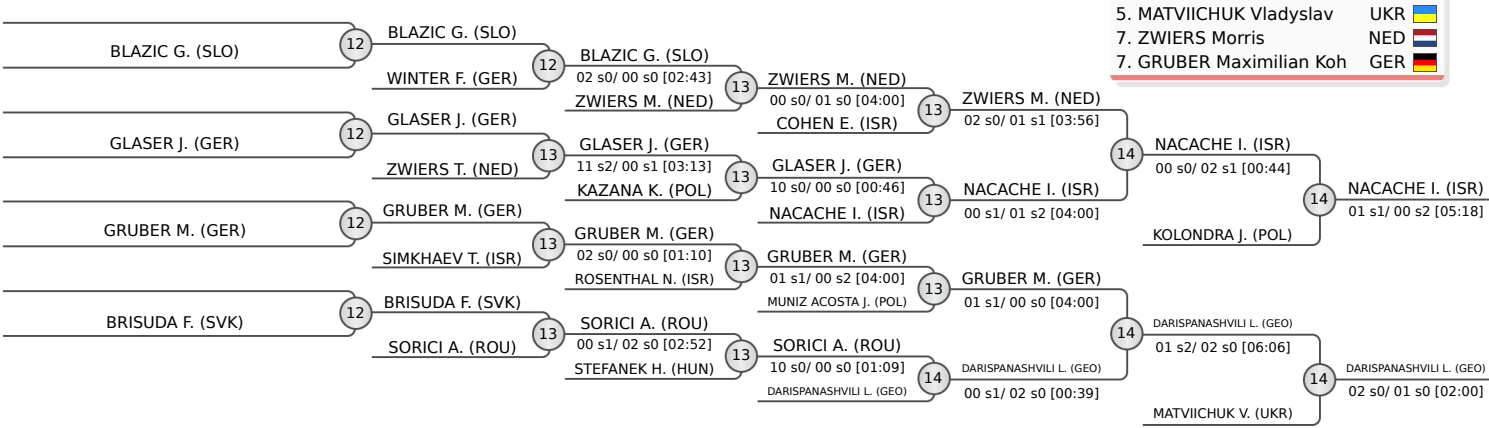 5. MATVIICHUK Vladyslav UKR
7. ZWIERS Morris NED
7. GRUBER Maximilian Koh GER
BLAZIC G. (SLO)
GLASER J. (GER)
GRUBER M. (GER)
BRISUDA F. (SVK)
12
12
12
12
BLAZIC G. (SLO)
WINTER F. (GER)
GLASER J. (GER)
ZWIERS T. (NED)
GRUBER M. (GER)
SIMKHAEV T. (ISR)
BRISUDA F. (SVK)
SORICI A. (ROU)
12
13
13
13
BLAZIC G. (SLO)
02 s0/ 00 s0 [02:43]
ZWIERS M. (NED)
GLASER J. (GER)
11 s2/ 00 s1 [03:13]
KAZANA K. (POL)
GRUBER M. (GER)
02 s0/ 00 s0 [01:10]
ROSENTHAL N. (ISR)
SORICI A. (ROU)
00 s1/ 02 s0 [02:52]
STEFANEK H. (HUN)
13
13
13
13
ZWIERS M. (NED)
00 s0/ 01 s0 [04:00]
COHEN E. (ISR)
GLASER J. (GER)
10 s0/ 00 s0 [00:46]
NACACHE I. (ISR)
GRUBER M. (GER)
01 s1/ 00 s2 [04:00]
MUNIZ ACOSTA J. (POL)
SORICI A. (ROU)
10 s0/ 00 s0 [01:09]
DARISPANASHVILI L. (GEO)
13
13
13
14
ZWIERS M. (NED)
02 s0/ 01 s1 [03:56]
NACACHE I. (ISR)
00 s1/ 01 s2 [04:00]
GRUBER M. (GER)
01 s1/ 00 s0 [04:00]
DARISPANASHVILI L. (GEO)
00 s1/ 02 s0 [00:39]
14
14
NACACHE I. (ISR)
00 s0/ 02 s1 [00:44]
KOLONDRA J. (POL)
DARISPANASHVILI L. (GEO)
01 s2/ 02 s0 [06:06]
MATVIICHUK V. (UKR)
14
14
NACACHE I. (ISR)
01 s1/ 00 s2 [05:18]
DARISPANASHVILI L. (GEO)
02 s0/ 01 s0 [02:00]